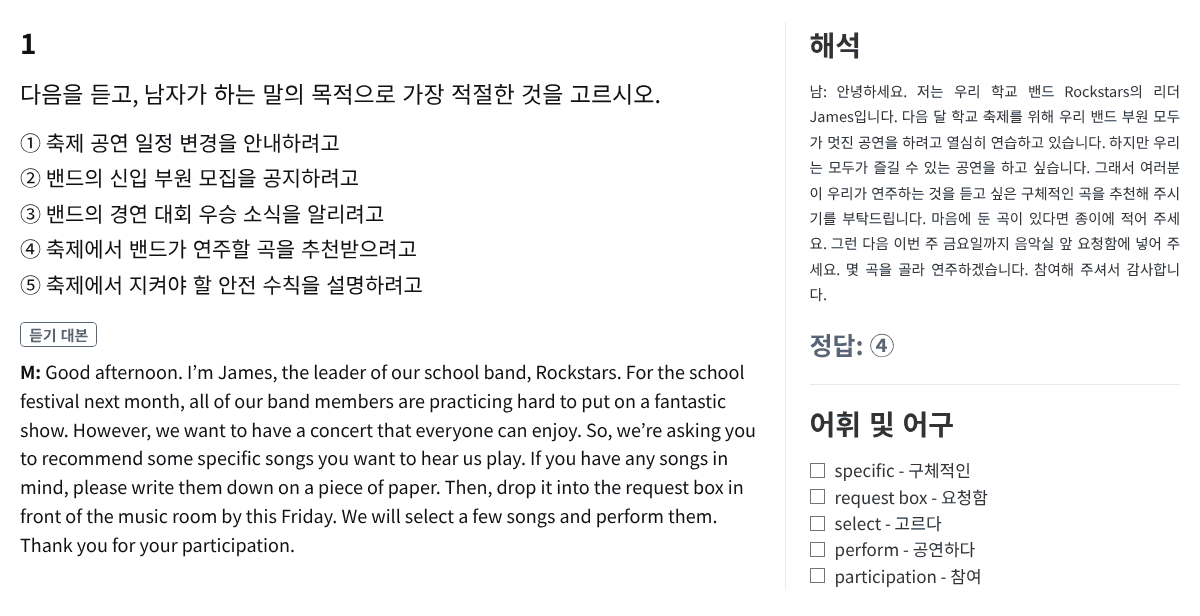 1
다음을 듣고, 남자가 하는 말의 목적으로 가장 적절한 것을 고르시오.
① 축제 공연 일정 변경을 안내하려고
② 밴드의 신입 부원 모집을 공지하려고
③ 밴드의 경연 대회 우승 소식을 알리려고
④ 축제에서 밴드가 연주할 곡을 추천받으려고
⑤ 축제에서 지켜야 할 안전 수칙을 설명하려고
듣기 대본
M: Good afternoon. I’m James, the leader of our school band, Rockstars. For the school
festival next month, all of our band members are practicing hard to put on a fantastic
show. However, we want to have a concert that everyone can enjoy. So, we’re asking you
to recommend some specific songs you want to hear us play. If you have any songs in
mind, please write them down on a piece of paper. Then, drop it into the request box in
front of the music room by this Friday. We will select a few songs and perform them.
Thank you for your participation.
해석
남: 안녕하세요. 저는 우리 학교 밴드 Rockstars의 리더
James입니다. 다음 달 학교 축제를 위해 우리 밴드 부원 모두
가 멋진 공연을 하려고 열심히 연습하고 있습니다. 하지만 우리
는 모두가 즐길 수 있는 공연을 하고 싶습니다. 그래서 여러분
이 우리가 연주하는 것을 듣고 싶은 구체적인 곡을 추천해 주시
기를 부탁드립니다. 마음에 둔 곡이 있다면 종이에 적어 주세
요. 그런 다음 이번 주 금요일까지 음악실 앞 요청함에 넣어 주
세요. 몇 곡을 골라 연주하겠습니다. 참여해 주셔서 감사합니
다.
정답: ④
어휘 및 어구
☐ specific - 구체적인
☐ request box - 요청함
☐ select - 고르다
☐ perform - 공연하다
☐ participation - 참여